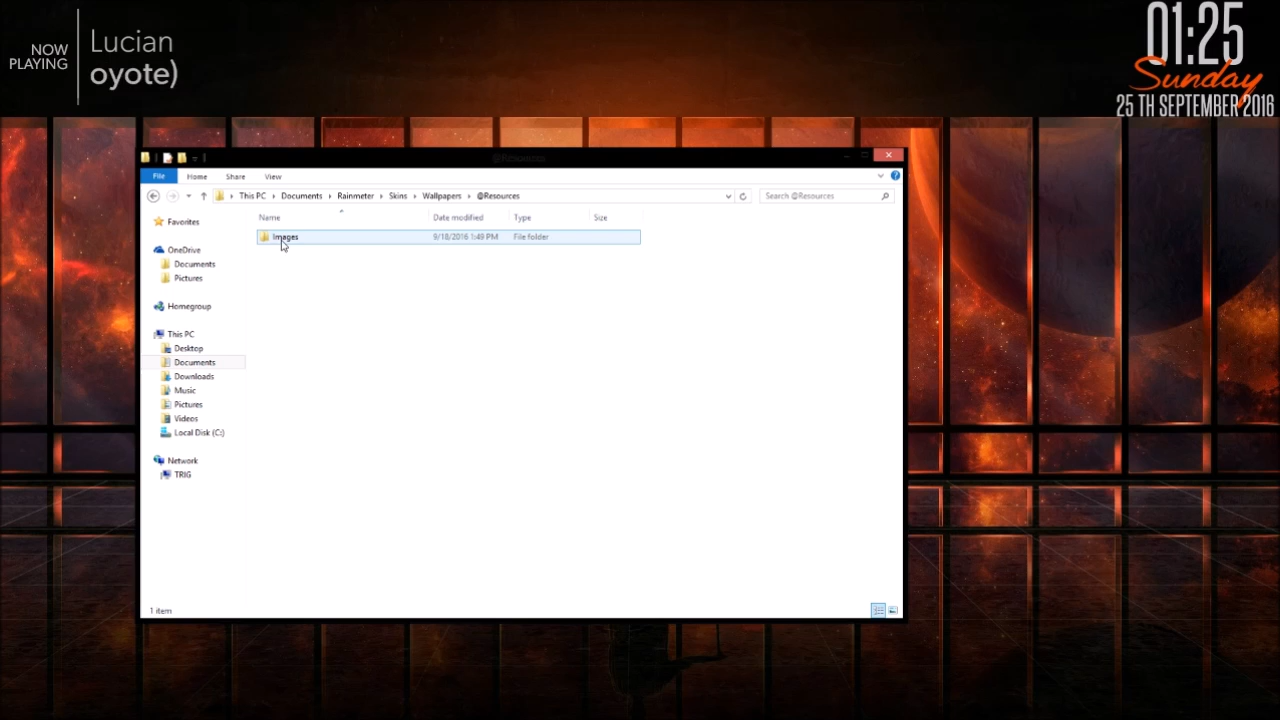 NOW
PLAYING
Lucian
oyote)
01:25
Sunday
25 TH SEPTEMBER 2016
@Resources
File Home Share View
This PC Documents Rainmeter Skins Wallpapers @Resources
Search @Resources
Name Date modified Type Size
Images 9/18/2016 1:49 PM File folder
Favorites
OneDrive
Documents
Pictures
Homegroup
This PC
Desktop
Documents
Downloads
Music
Pictures
Videos
Local Disk (C:)
Network
TRIG
1 item